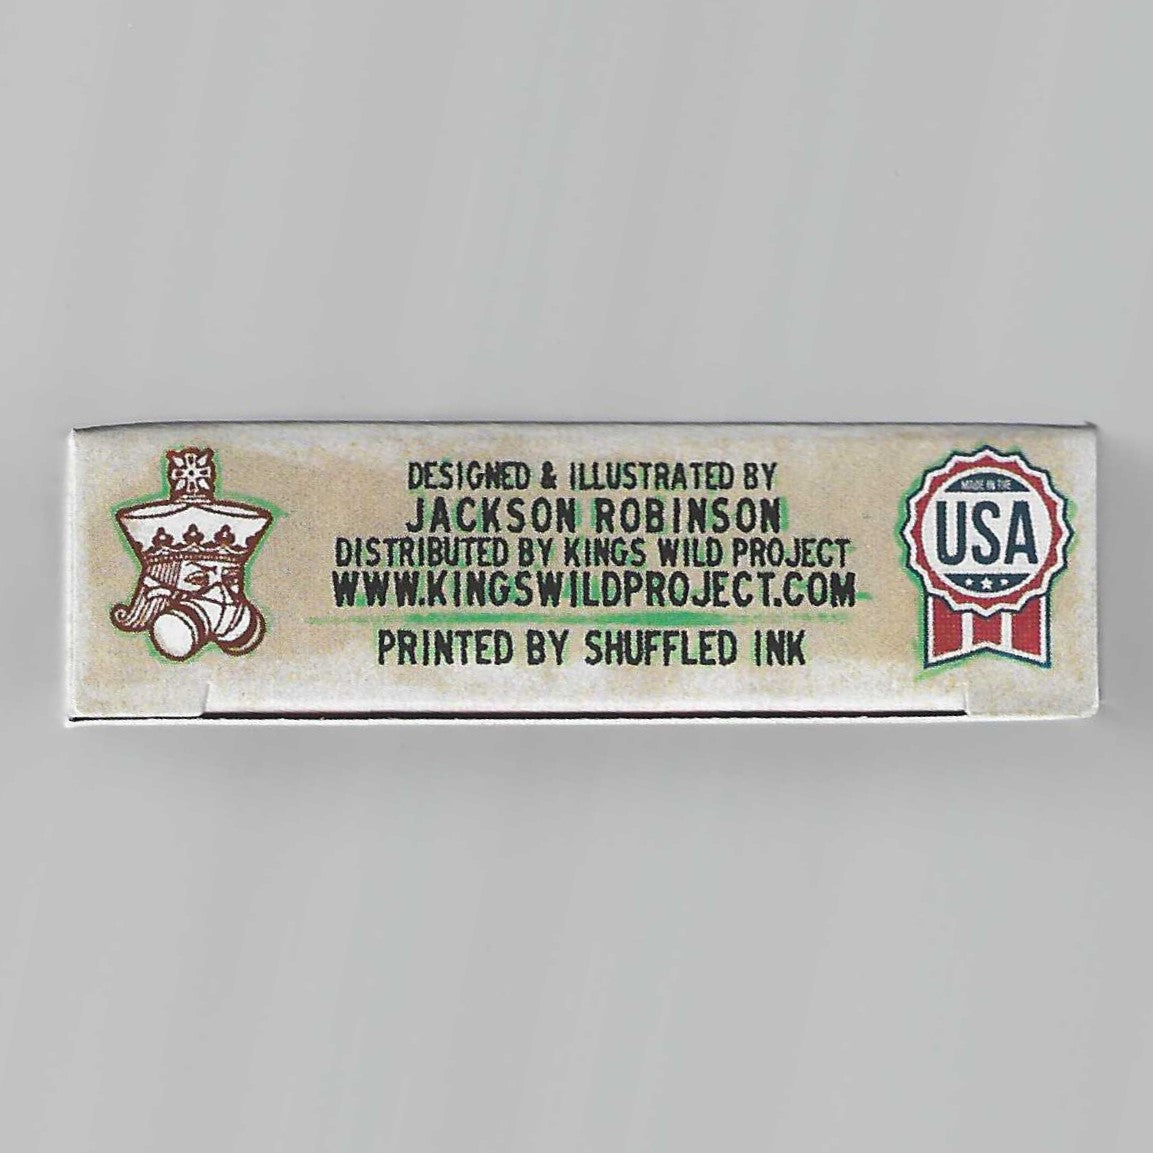 DESIGNED & ILLUSTRATED BY
JACKSON ROBINSON
DISTRIBUTED BY KINGS WILD PROJECT
WWW.KINGSWILDPROJECT.COM
PRINTED BY SHUFFLED INK
MADE IN THE
USA